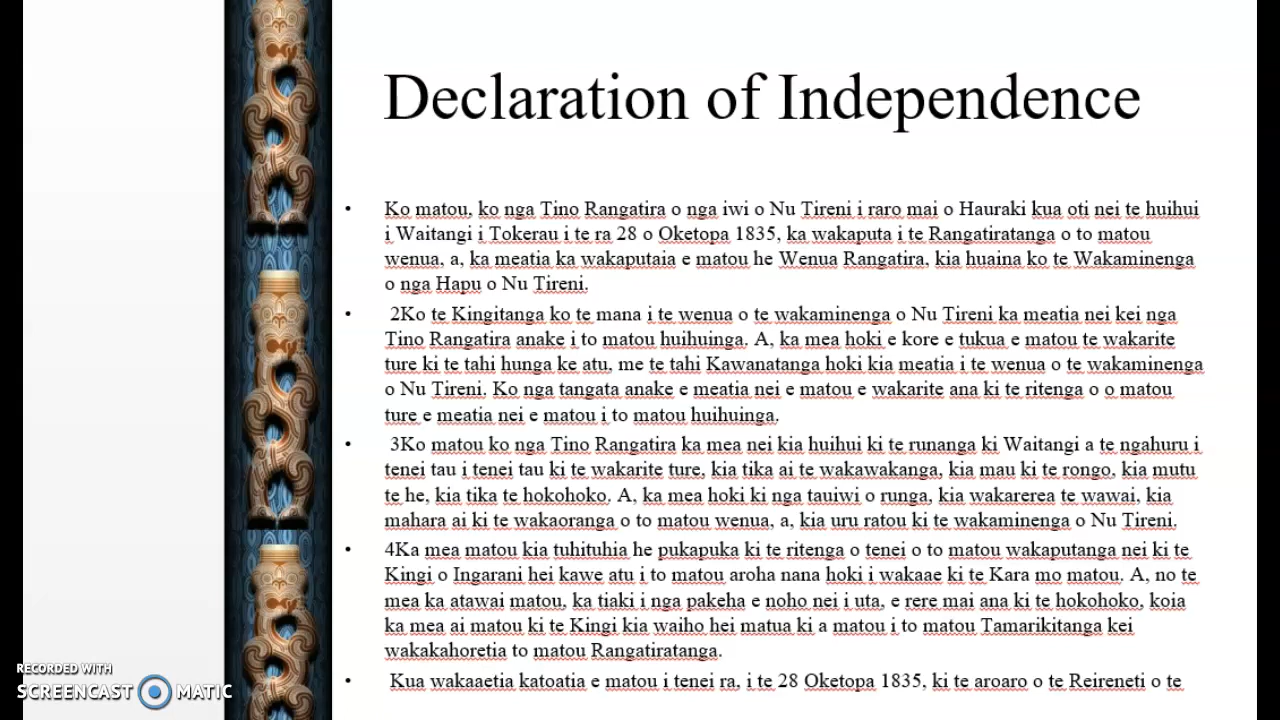 Declaration of Independence
• Ko matou, ko nga Tino Rangatira o nga iwi o Nu Tireni i raro mai o Hauraki kua oti nei te huihui
i Waitangi i Tokerau i te ra 28 o Oketopa 1835, ka wakaputa i te Rangatiratanga o to matou
wenua, a, ka meatia ka wakaputaia e matou he Wenua Rangatira, kia huaina ko te Wakaminenga
o nga Hapu o Nu Tireni.
• 2Ko te Kingitanga ko te mana i te wenua o te wakaminenga o Nu Tireni ka meatia nei kei nga
Tino Rangatira anake i to matou huihuinga. A, ka mea hoki e kore e tukua e matou te wakarite
ture ki te tahi hunga ke atu, me te tahi Kawanatanga hoki kia meatia i te wenua o te wakaminenga
o Nu Tireni. Ko nga tangata anake e meatia nei e matou e wakarite ana ki te ritenga o o matou
ture e meatia nei e matou i to matou huihuinga.
• 3Ko matou ko nga Tino Rangatira ka mea nei kia huihui ki te runanga ki Waitangi a te ngahuru i
tenei tau i tenei tau ki te wakarite ture, kia tika ai te wakawakanga, kia mau ki te rongo, kia mutu
te he, kia tika te hokohoko. A, ka mea hoki ki nga tauiwi o runga, kia wakarerea te wawai, kia
mahara ai ki te wakaoranga o to matou wenua, a, kia uru ratou ki te wakaminenga o Nu Tireni.
• 4Ka mea matou kia tuhituhia he pukapuka ki te ritenga o tenei o to matou wakaputanga nei ki te
Kingi o Ingarani hei kawe atu i to matou aroha nana hoki i wakaae ki te Kara mo matou. A, no te
mea ka atawai matou, ka tiaki i nga pakeha e noho nei i uta, e rere mai ana ki te hokohoko, koia
ka mea ai matou ki te Kingi kia waiho hei matua ki a matou i to matou Tamarikitanga kei
wakakahoretia to matou Rangatiratanga.
• Kua wakaaetia katoatia e matou i tenei ra, i te 28 Oketopa 1835, ki te aroaro o te Reireneti o te
RECORDED WITH
SCREENCAST MATIC